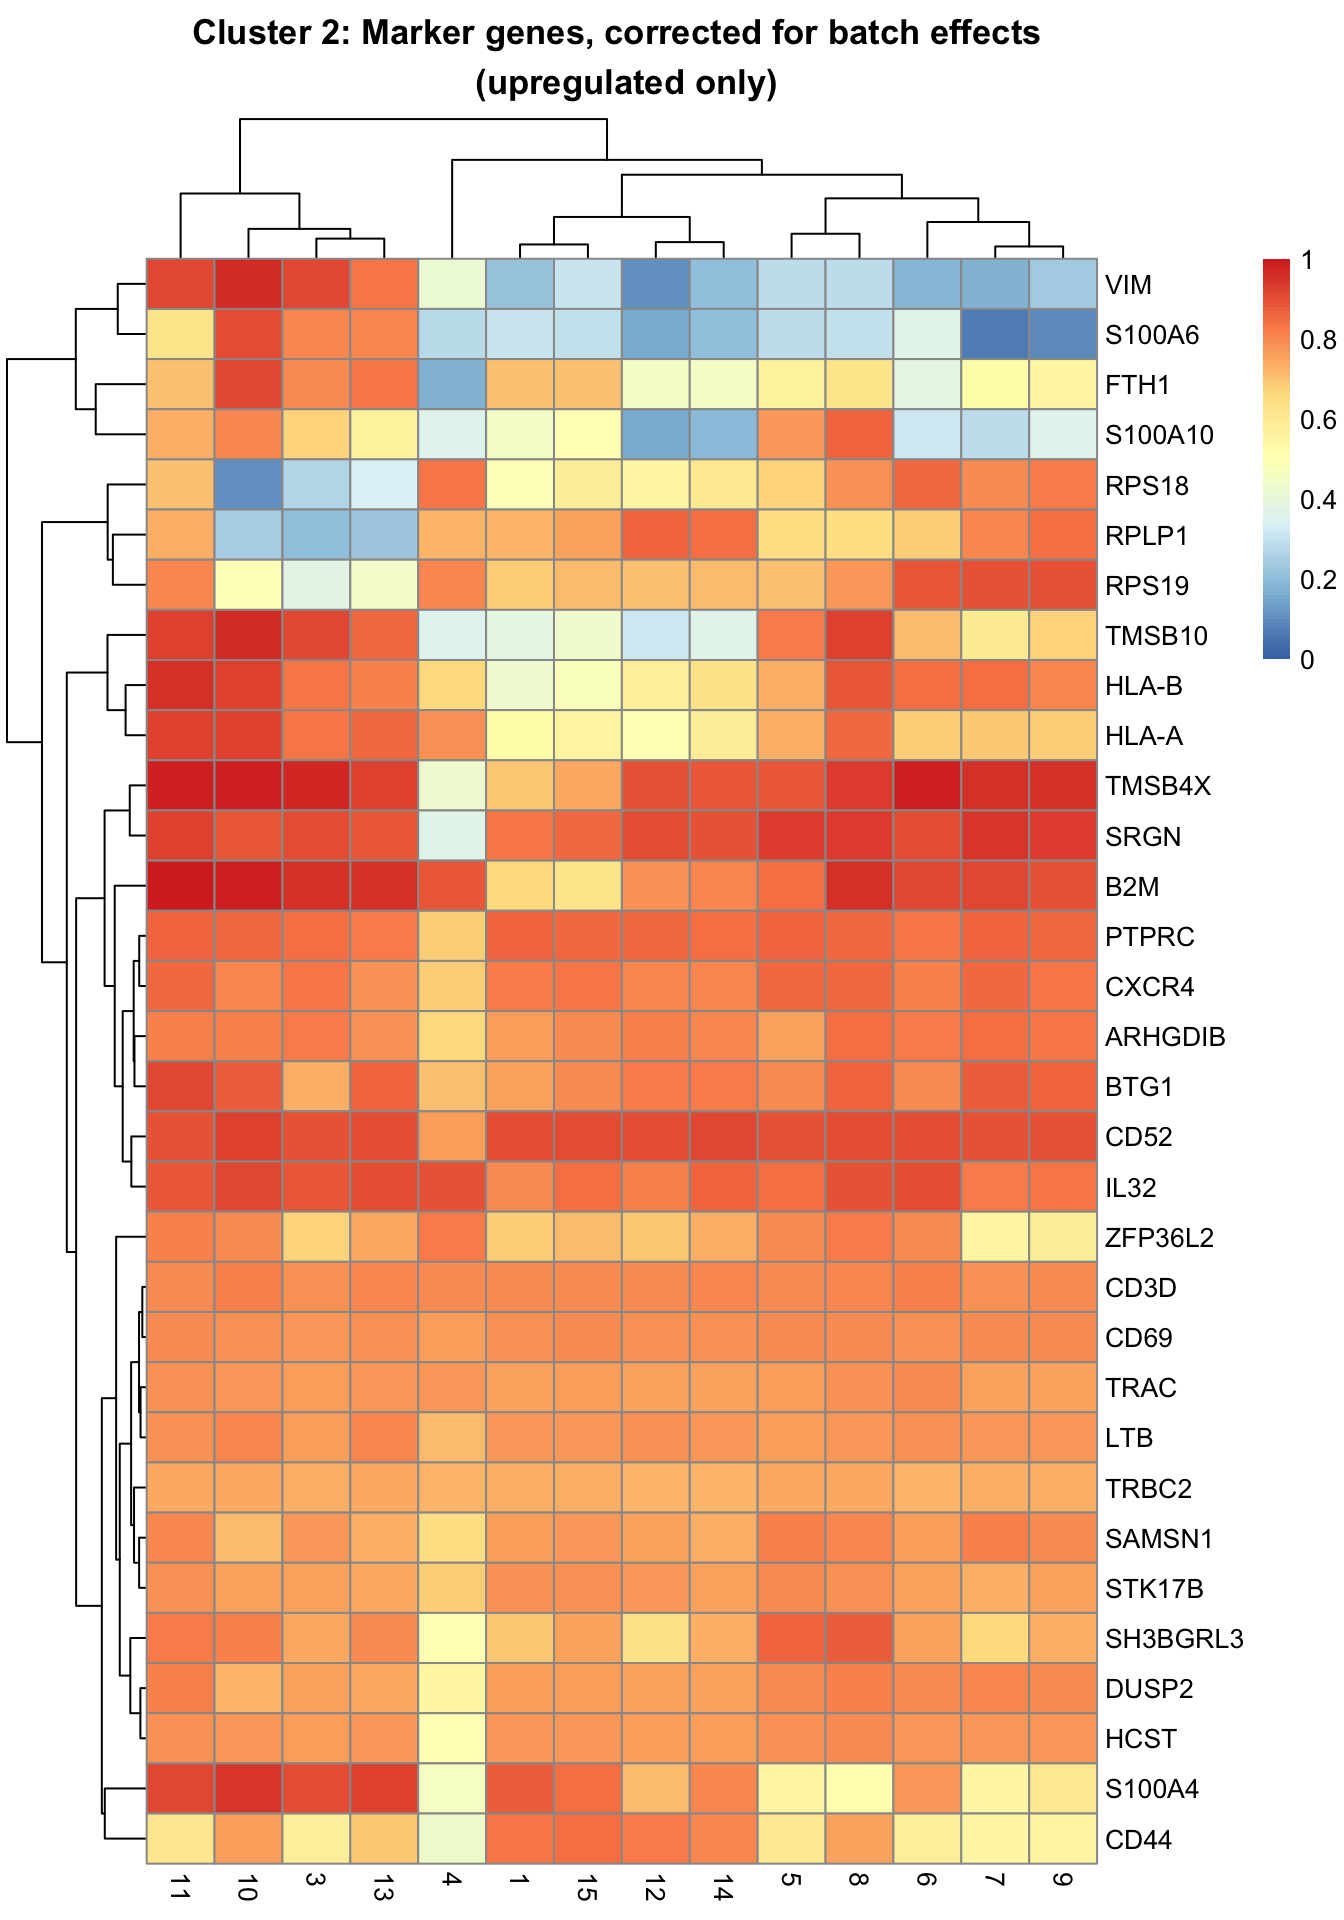 Cluster 2: Marker genes, corrected for batch effects
(upregulated only)
VIM
S100A6
FTH1
S100A10
RPS18
RPLP1
RPS19
TMSB10
HLA-B
HLA-A
TMSB4X
SRGN
B2M
PTPRC
CXCR4
ARHGDIB
BTG1
CD52
IL32
ZFP36L2
CD3D
CD69
TRAC
LTB
TRBC2
SAMSN1
STK17B
SH3BGRL3
DUSP2
HCST
S100A4
CD44
11 10 3 13 4 1 15 12 14 5 8 6 7 9
1
0.8
0.6
0.4
0.2
0